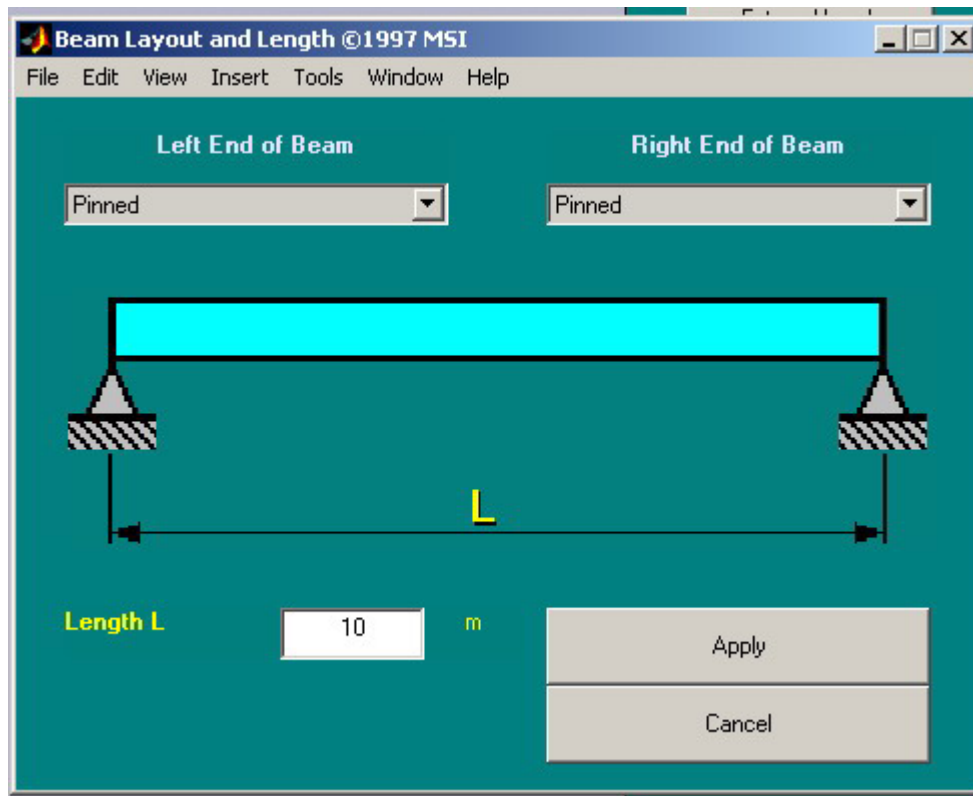 Beam Layout and Length ©1997 MSI
File Edit View Insert Tools Window Help
Left End of Beam Right End of Beam
Pinned Pinned
L
Length L 10 m Apply
Cancel